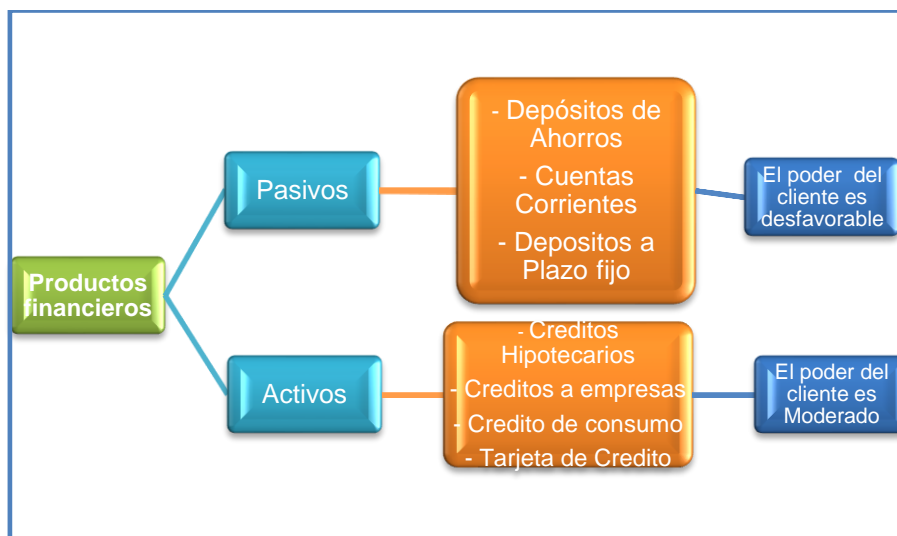 Productos
financieros
Pasivos
- Depósitos de
Ahorros
- Cuentas
Corrientes
- Depositos a
Plazo fijo
El poder del
cliente es
desfavorable
Activos
- Creditos
Hipotecarios
- Creditos a empresas
- Credito de consumo
- Tarjeta de Credito
El poder del
cliente es
Moderado